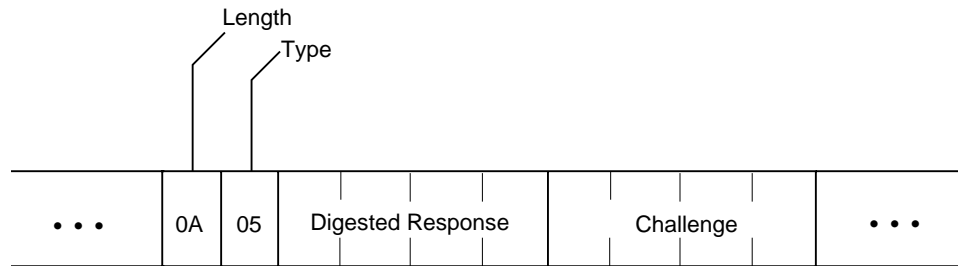 Length
Type
• • • 0A 05 Digested Response Challenge • • •